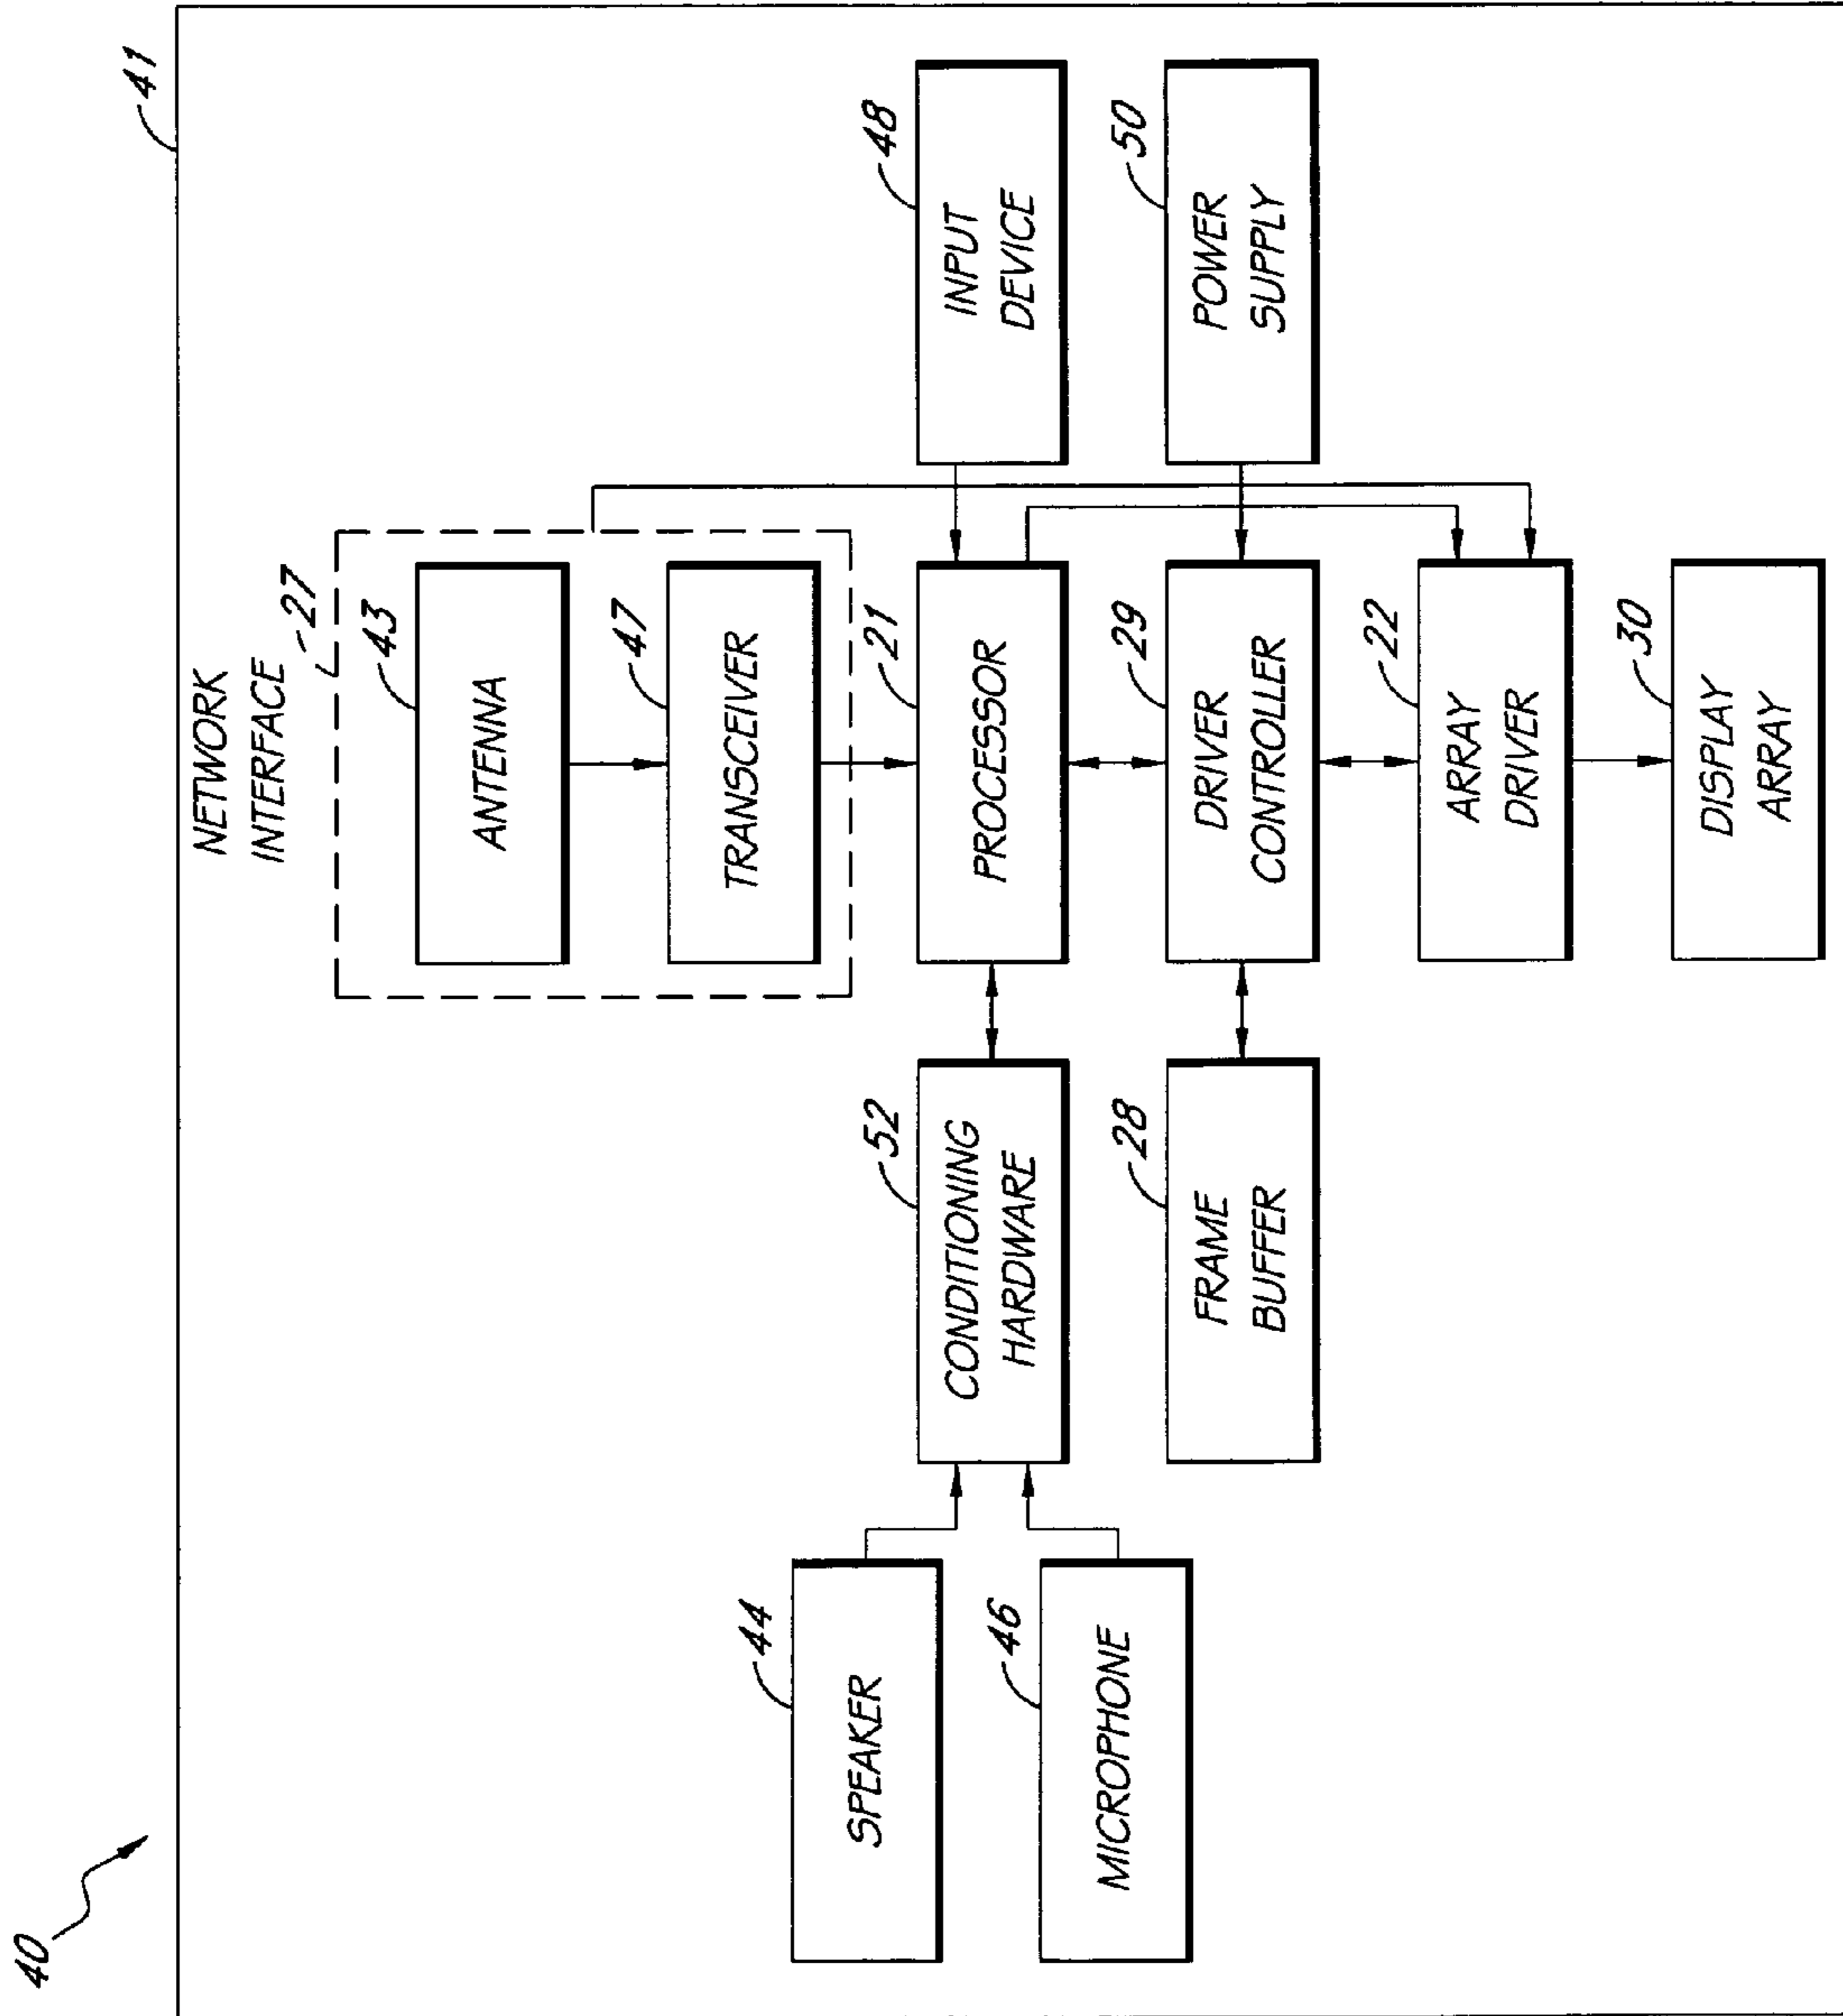 40
41
NETWORK
INTERFACE
27
43
ANTENNA
47
TRANSCEIVER
48
INPUT
DEVICE
21
PROCESSOR
52
CONDITIONING
HARDWARE
44
SPEAKER
46
MICROPHONE
50
POWER
SUPPLY
29
DRIVER
CONTROLLER
28
FRAME
BUFFER
22
ARRAY
DRIVER
30
DISPLAY
ARRAY